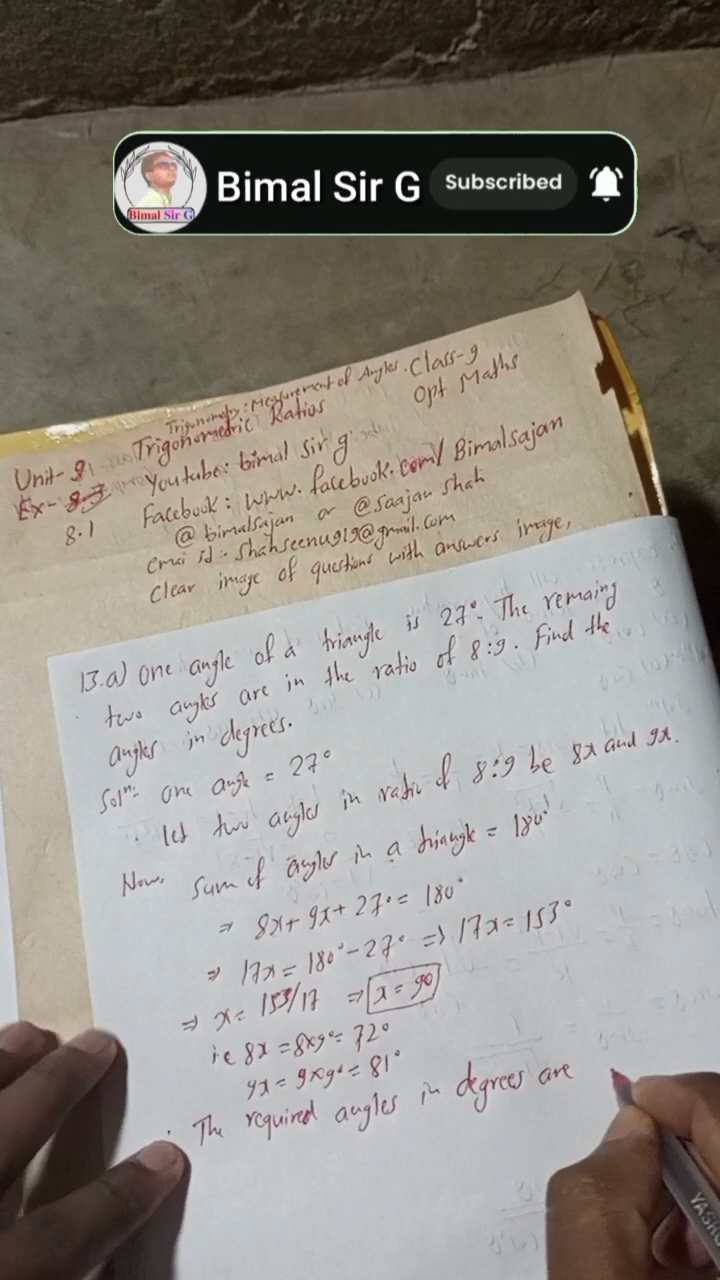 Bimal Sir G Subscribed
Bimal Sir G
Trigonometry: Measurement of Angles. Class-9
Unit-8 Trigonometric Ratios Opt Maths
Ex-8.3 Youtube: bimal sir g
8.1 Facebook: www.facebook.com/Bimalsajan
@bimalsajan or @saajan shah
emai id:- Shahseenu919@gmail.com
Clear image of questions with answers image,
13.a) One angle of a triangle is 27°. The remaing
two angles are in the ratio of 8:9. Find the
angles in degrees.
Solⁿ: One angle = 27°
Let two angles in ratio of 8:9 be 8x and 9x.
Now, Sum of angles in a triangle = 180°
⇒ 8x+9x+27°=180°
⇒ 17x=180°-27° ⇒ 17x=153°
⇒ x=153/17 ⇒ x=9°
i.e 8x=8×9°=72°
9x=9×9°=81°
The required angles in degrees are